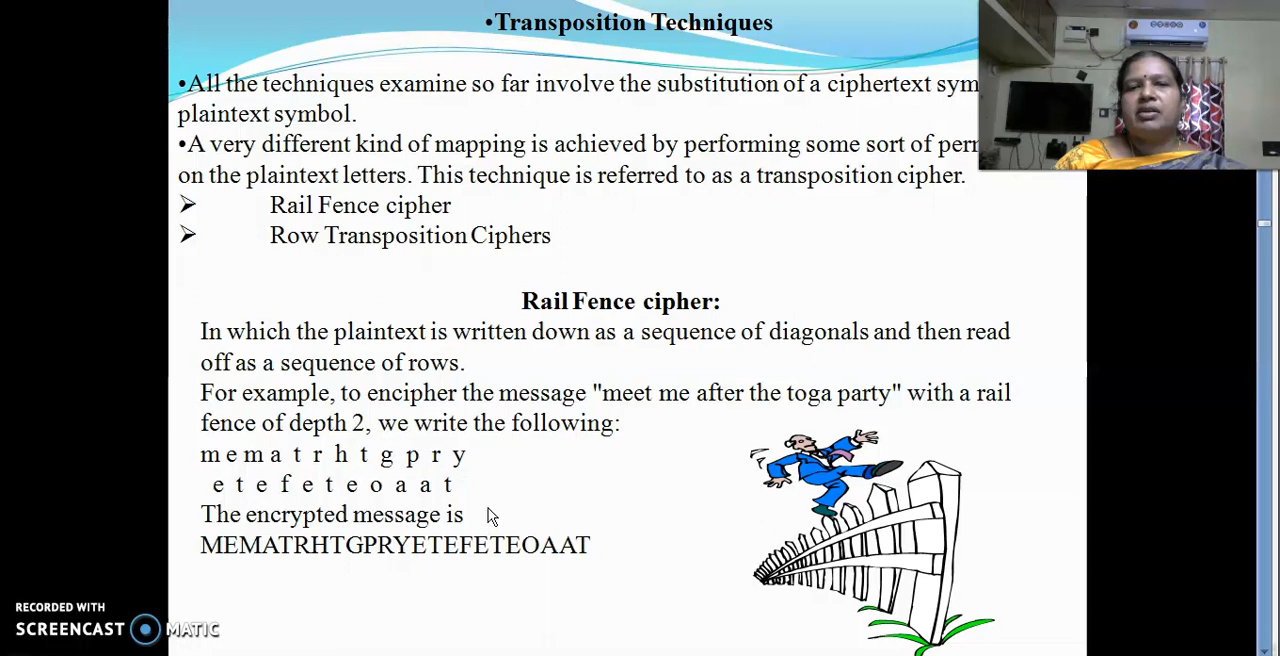 •Transposition Techniques
•All the techniques examine so far involve the substitution of a ciphertext
plaintext symbol.
•A very different kind of mapping is achieved by performing some sort of
on the plaintext letters. This technique is referred to as a transposition cipher.
➢ Rail Fence cipher
➢ Row Transposition Ciphers
Rail Fence cipher:
In which the plaintext is written down as a sequence of diagonals and then read
off as a sequence of rows.
For example, to encipher the message "meet me after the toga party" with a rail
fence of depth 2, we write the following:
m e m a t r h t g p r y
e t e f e t e o a a t
The encrypted message is
MEMATRHTGPRYETEFETEOAAT
RECORDED WITH
SCREENCAST MATIC